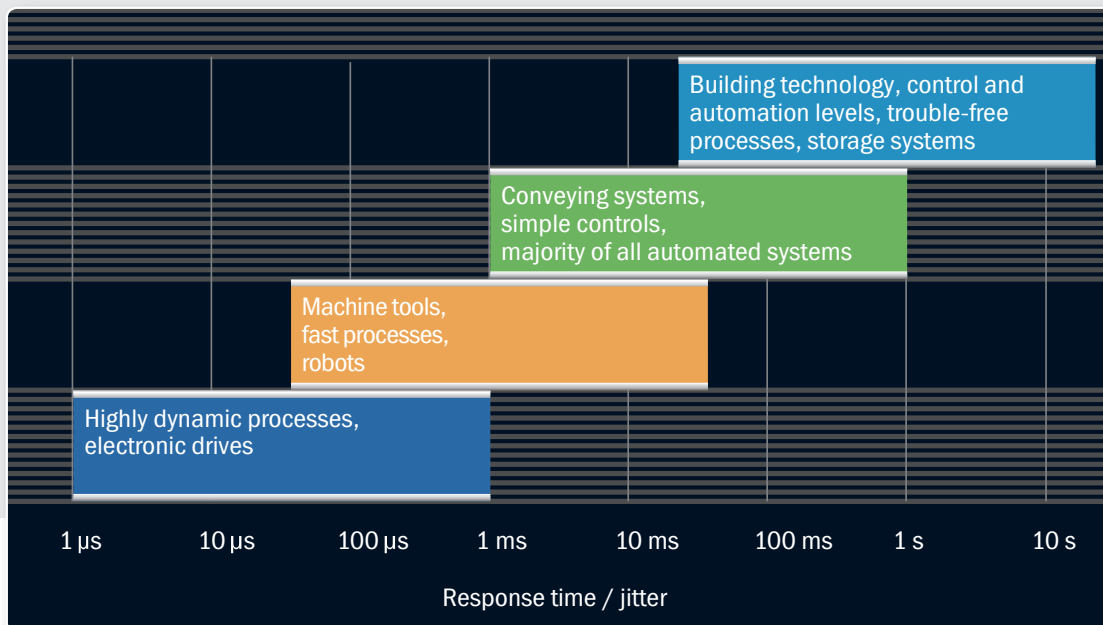 Building technology, control and
automation levels, trouble-free
processes, storage systems
Conveying systems,
simple controls,
majority of all automated systems
Machine tools,
fast processes,
robots
Highly dynamic processes,
electronic drives
1 µs 10 µs 100 µs 1 ms 10 ms 100 ms 1 s 10 s
Response time / jitter